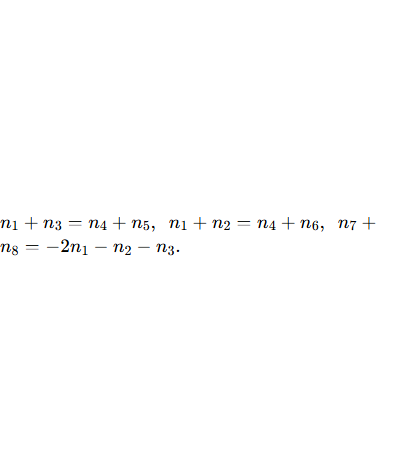 n₁ + n₃ = n₄ + n₅, n₁ + n₂ = n₄ + n₆, n₇ +
n₈ = −2n₁ − n₂ − n₃.